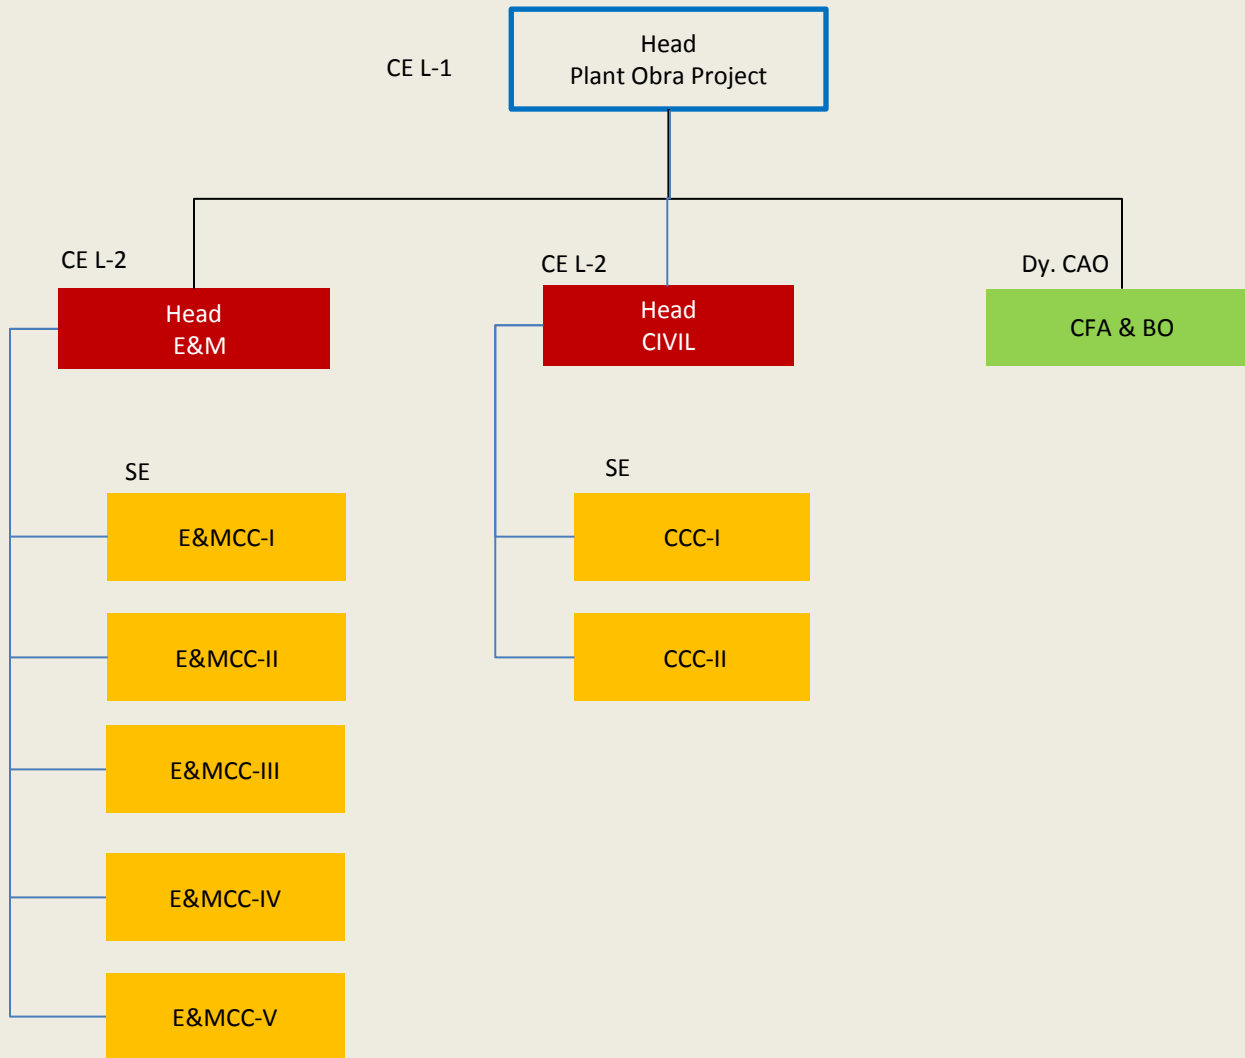 CE L-1
Head
Plant Obra Project
CE L-2
Head
E&M
CE L-2
Head
CIVIL
Dy. CAO
CFA & BO
SE
E&MCC-I
E&MCC-II
E&MCC-III
E&MCC-IV
E&MCC-V
SE
CCC-I
CCC-II